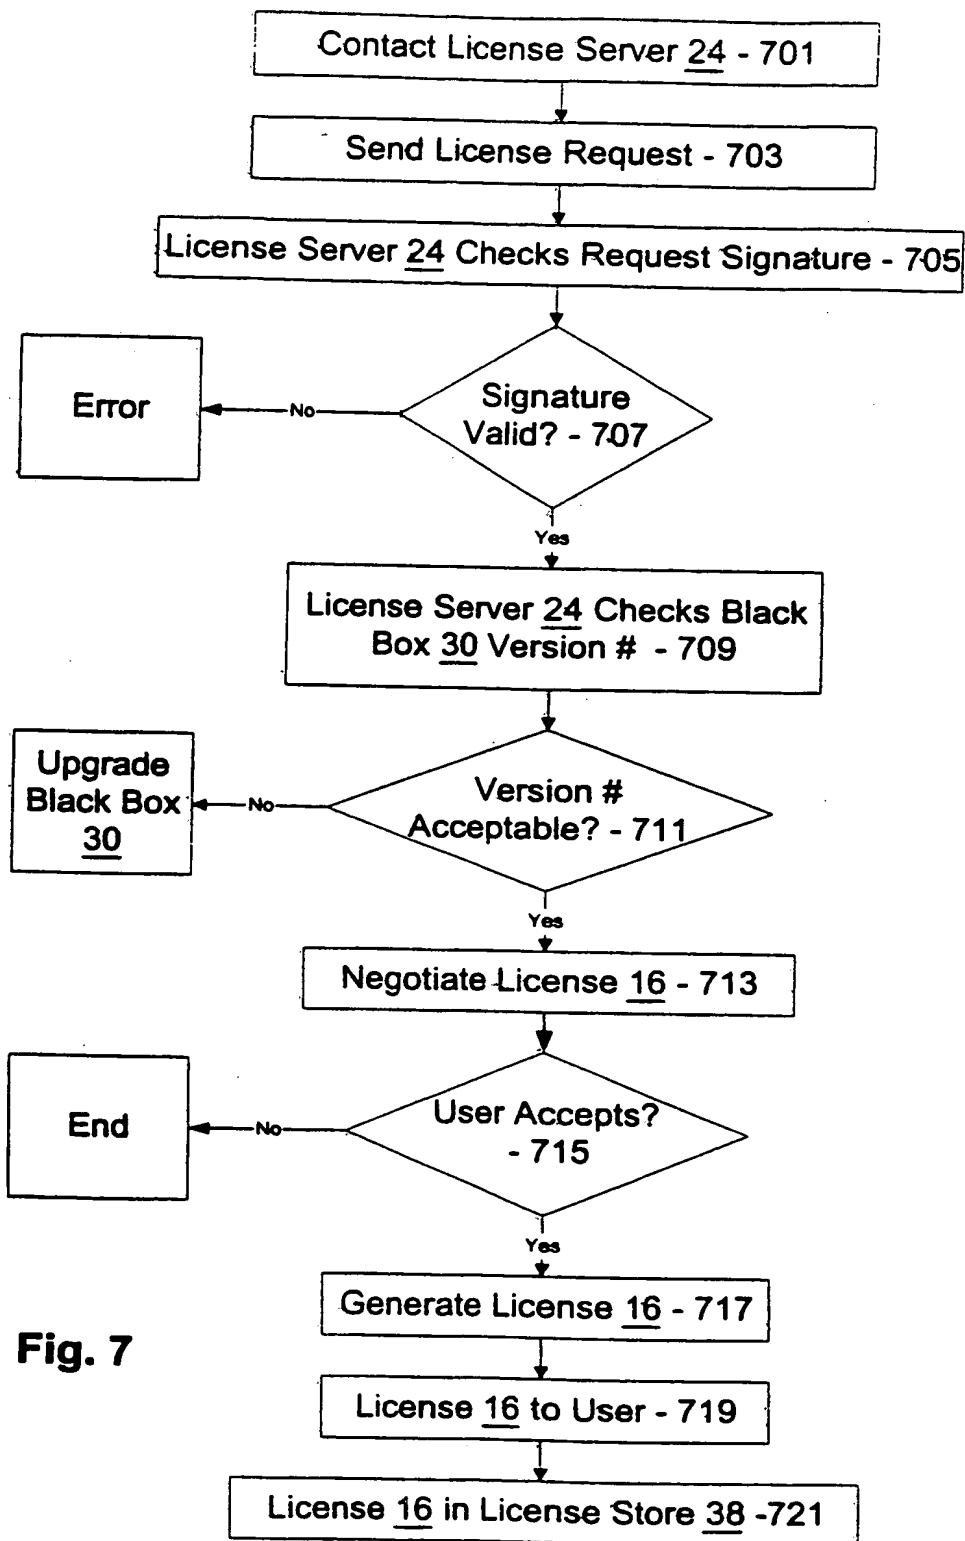 Contact License Server 24 - 701
Send License Request - 703
License Server 24 Checks Request Signature - 705
Signature
Valid? - 707
No
Error
Yes
License Server 24 Checks Black
Box 30 Version # - 709
Version #
Acceptable? - 711
No
Upgrade
Black Box
30
Yes
Negotiate License 16 - 713
User Accepts?
- 715
No
End
Yes
Generate License 16 - 717
Fig. 7
License 16 to User - 719
License 16 in License Store 38 -721